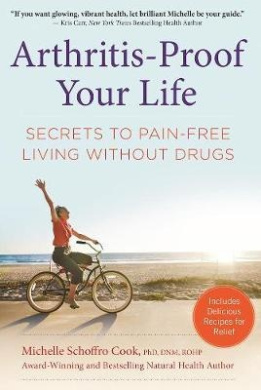 "If you want glowing, vibrant health, let brilliant Michelle be your guide."
— Kris Carr, New York Times Bestselling Health Author
Arthritis-Proof
Your Life
SECRETS TO PAIN-FREE
LIVING WITHOUT DRUGS
Includes
Delicious
Recipes for
Relief
Michelle Schoffro Cook, PhD, DNM, ROHP
Award-Winning and Bestselling Natural Health Author